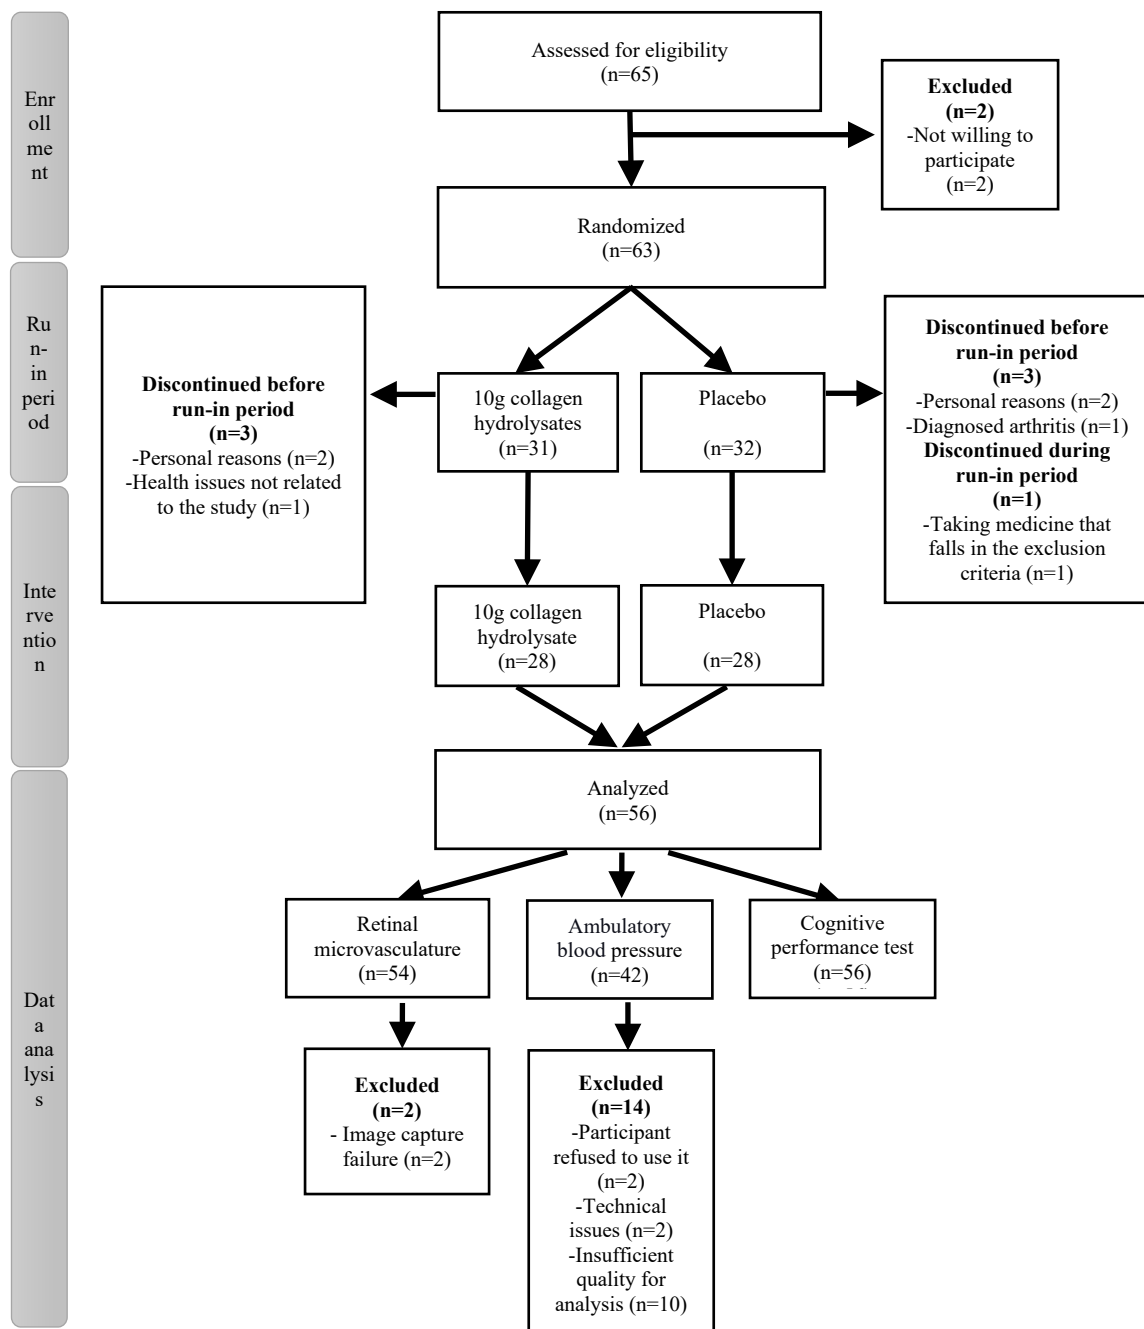 Enr
oll
me
nt
Assessed for eligibility
(n=65)
Excluded
(n=2)
-Not willing to
participate
(n=2)
Randomized
(n=63)
Ru
n-
in
peri
od
Discontinued before
run-in period
(n=3)
-Personal reasons (n=2)
-Health issues not related
to the study (n=1)
10g collagen
hydrolysates
(n=31)
Placebo
(n=32)
Discontinued before
run-in period
(n=3)
-Personal reasons (n=2)
-Diagnosed arthritis (n=1)
Discontinued during
run-in period
(n=1)
-Taking medicine that
falls in the exclusion
criteria (n=1)
Inte
rve
ntio
n
10g collagen
hydrolysate
(n=28)
Placebo
(n=28)
Dat
a
ana
lysi
s
Analyzed
(n=56)
Retinal
microvasculature
(n=54)
Ambulatory
blood pressure
(n=42)
Cognitive
performance test
(n=56)
Excluded
(n=2)
- Image capture
failure (n=2)
Excluded
(n=14)
-Participant
refused to use it
(n=2)
-Technical
issues (n=2)
-Insufficient
quality for
analysis (n=10)